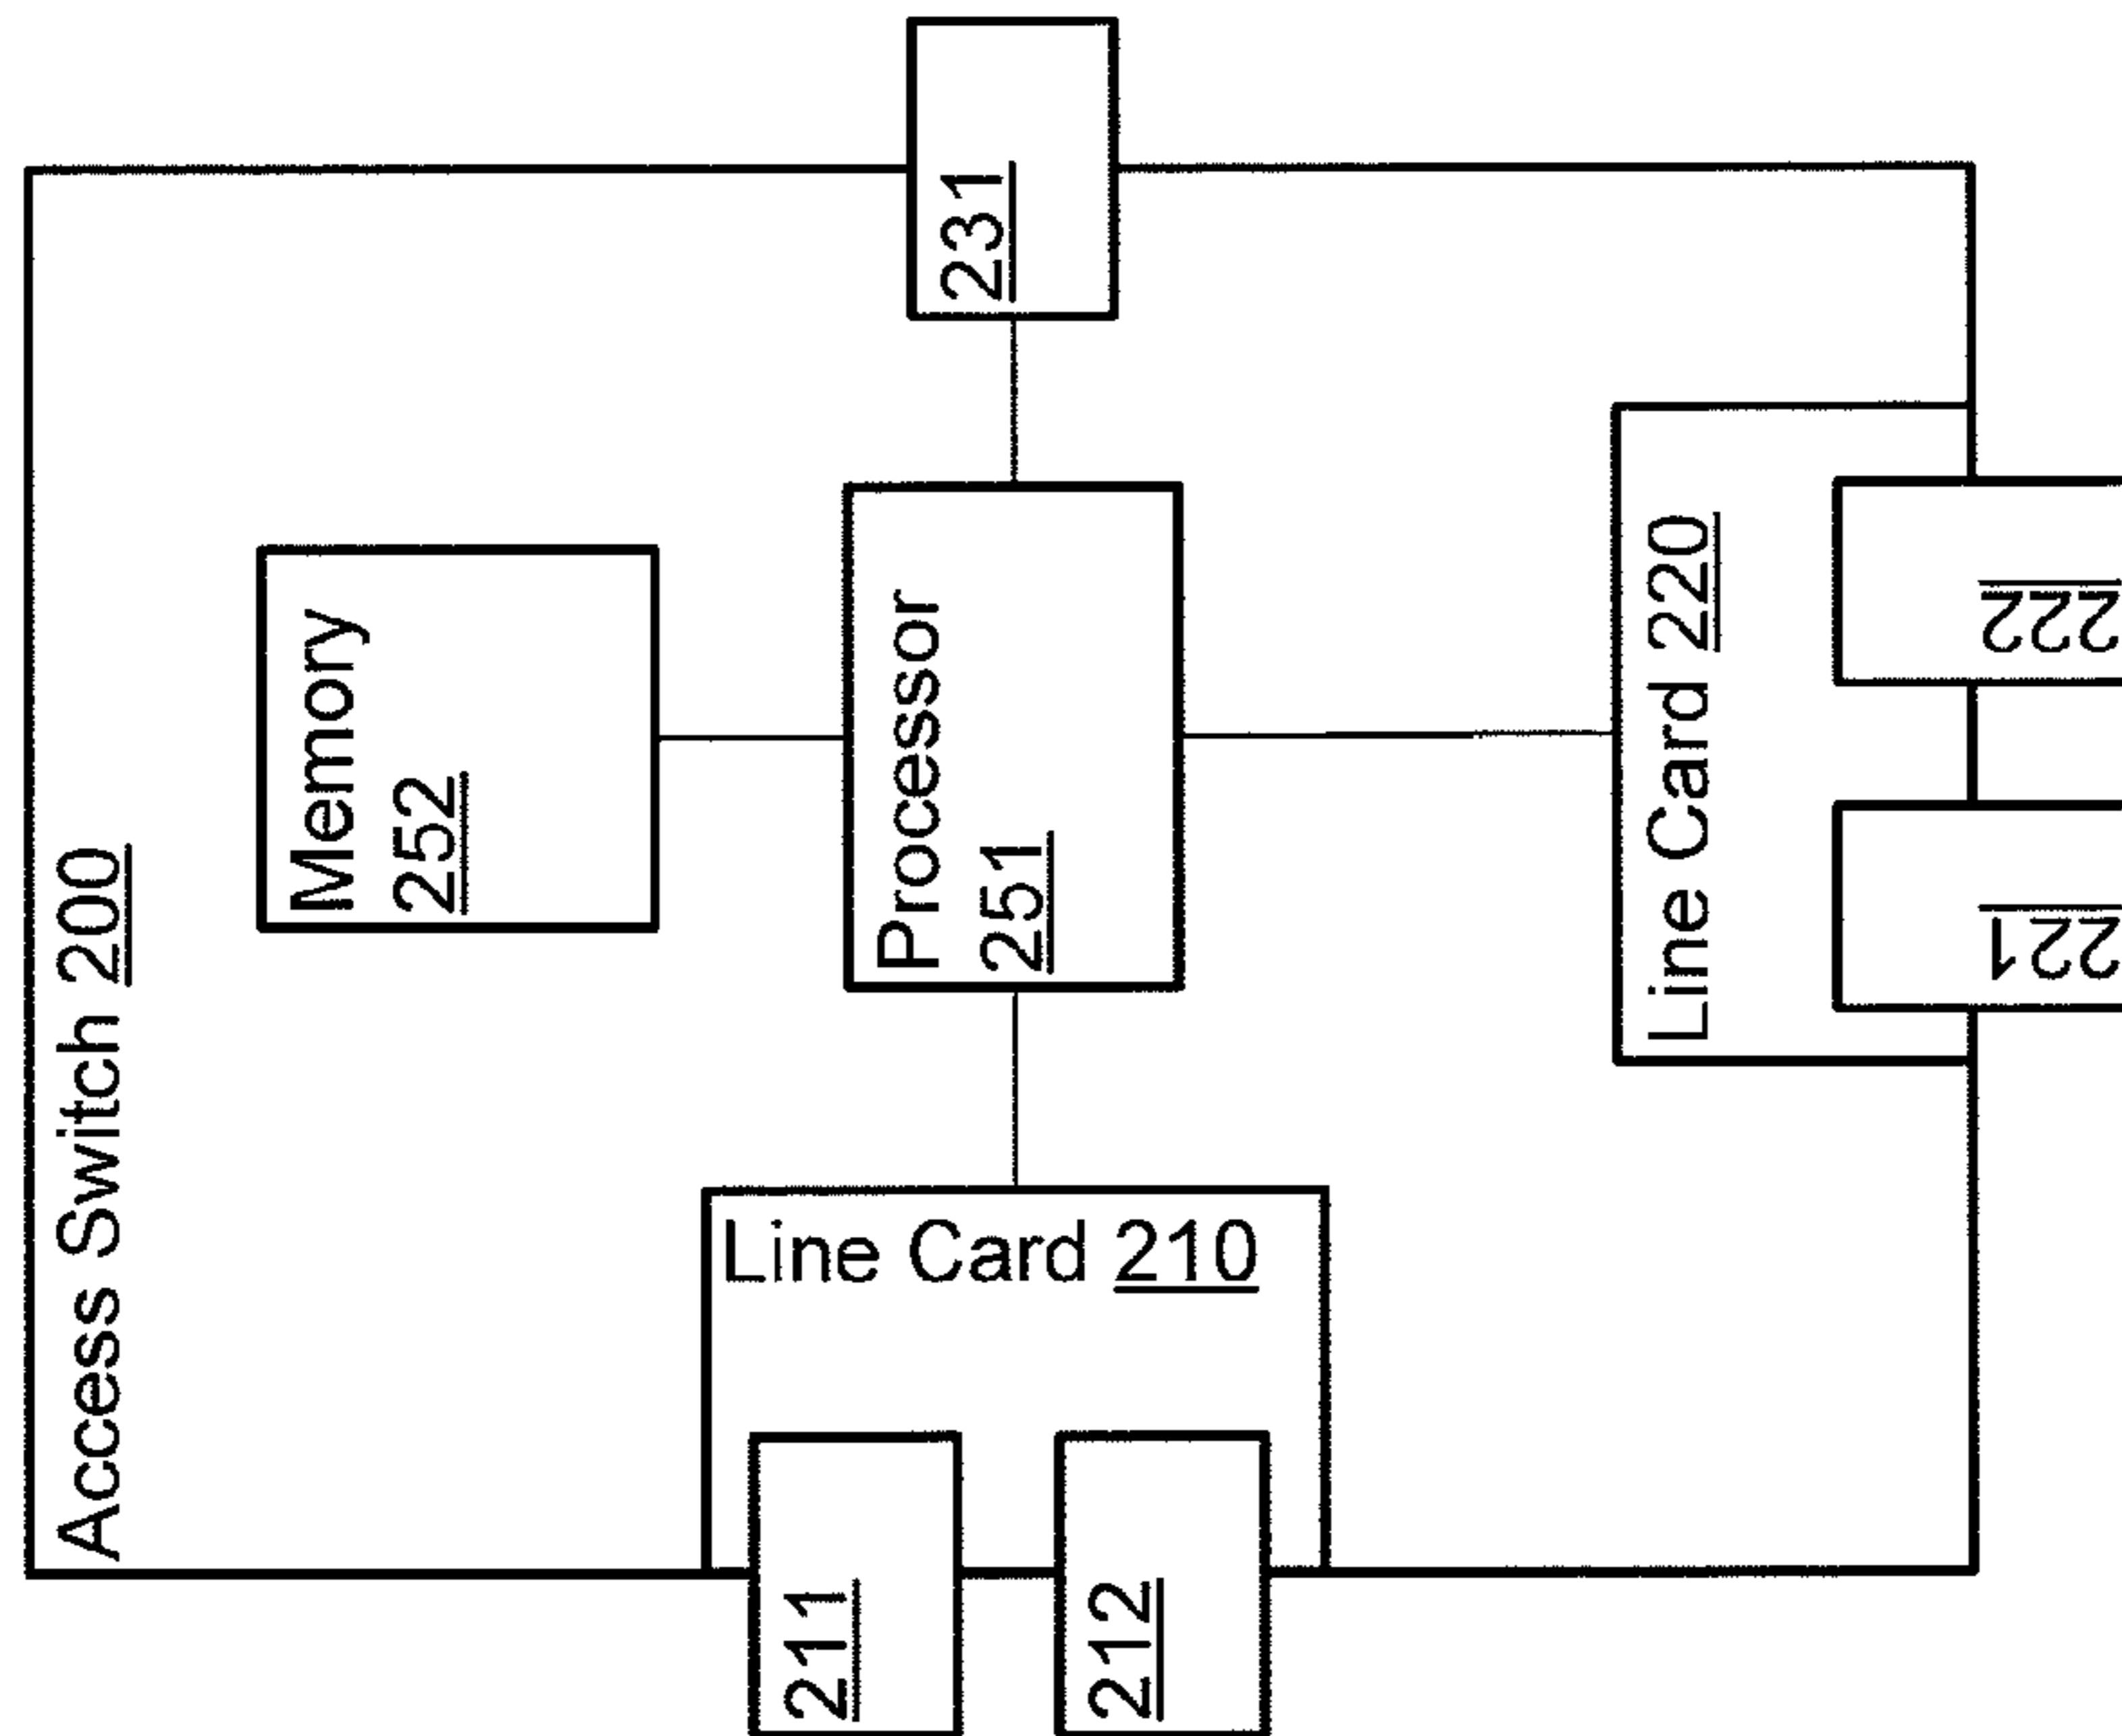 Access Switch 200
Memory
252
Processor
251
231
Line Card 210
211
212
Line Card 220
221
222